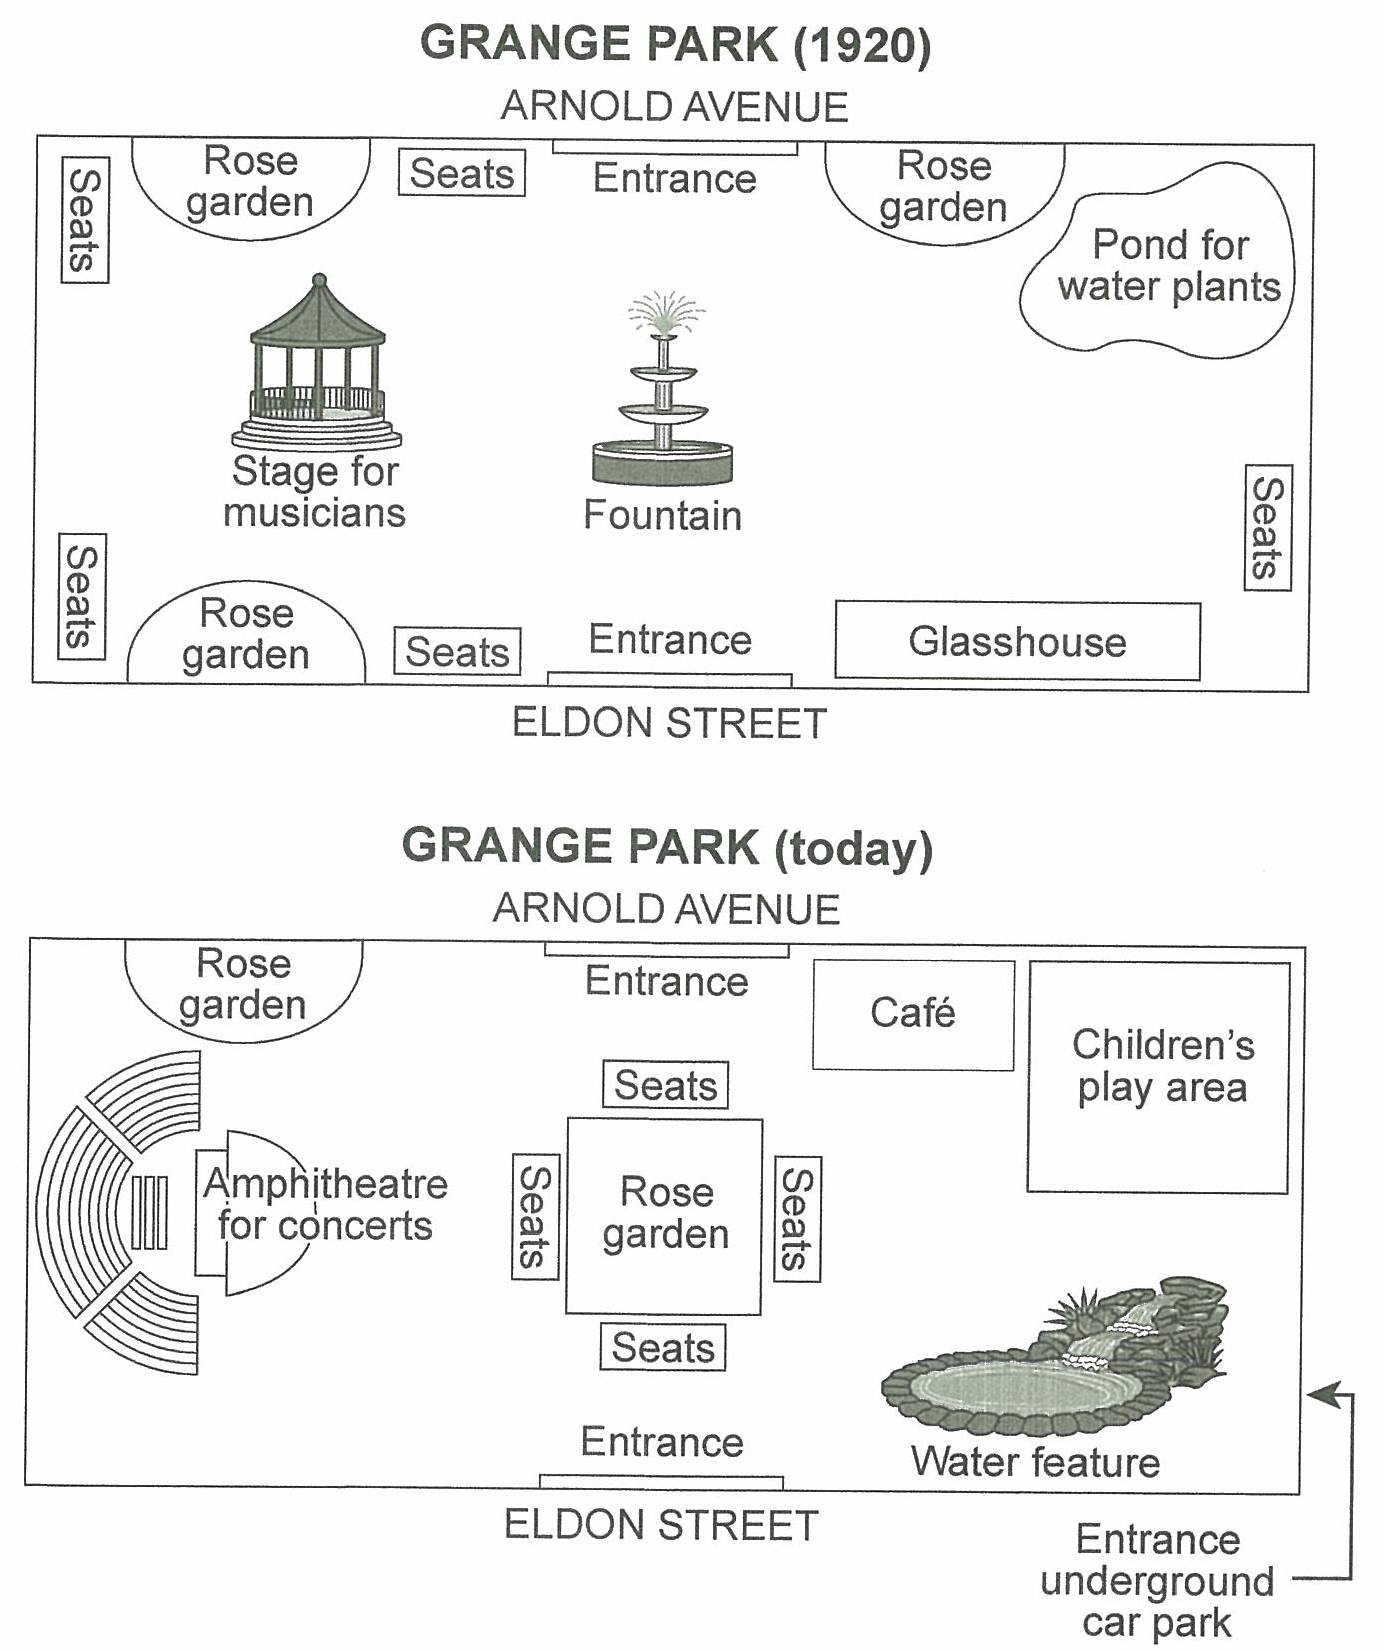 GRANGE PARK (1920)
ARNOLD AVENUE
Seats
Rose
garden
Seats
Entrance
Rose
garden
Pond for
water plants
Stage for
musicians
Fountain
Seats
Seats
Rose
garden
Seats
Entrance
Glasshouse
ELDON STREET
GRANGE PARK (today)
ARNOLD AVENUE
Rose
garden
Entrance
Café
Children's
play area
Seats
Amphitheatre
for concerts
Seats
Rose
garden
Seats
Seats
Entrance
Water feature
ELDON STREET
Entrance
underground
car park